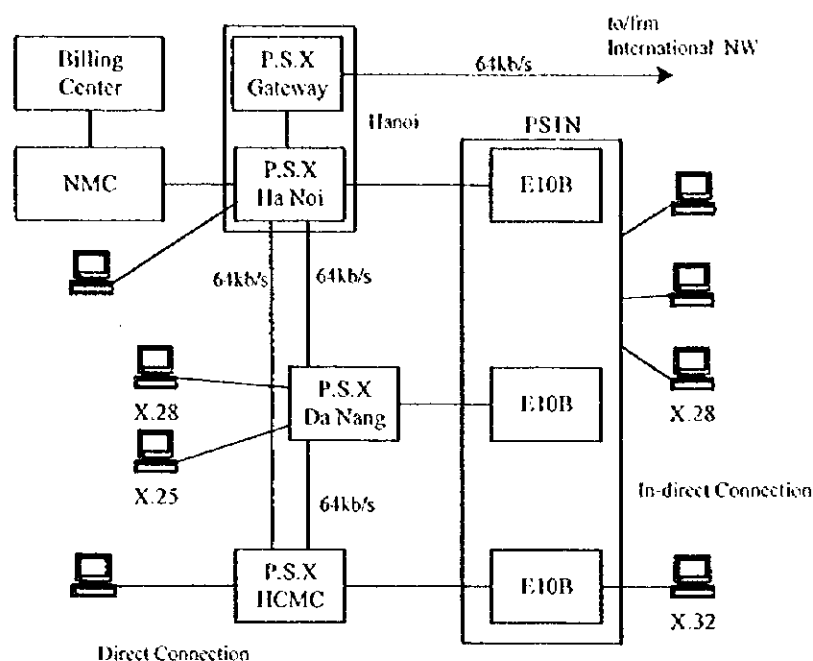 to/frm
International NW
Billing
Center
P.S.X
Gateway
64kb/s
Hanoi
PSTN
NMC
P.S.X
Ha Noi
E10B
64kb/s
64kb/s
X.28
X.25
P.S.X
Da Nang
E10B
X.28
64kb/s
In-direct Connection
P.S.X
HCMC
E10B
X.32
Direct Connection